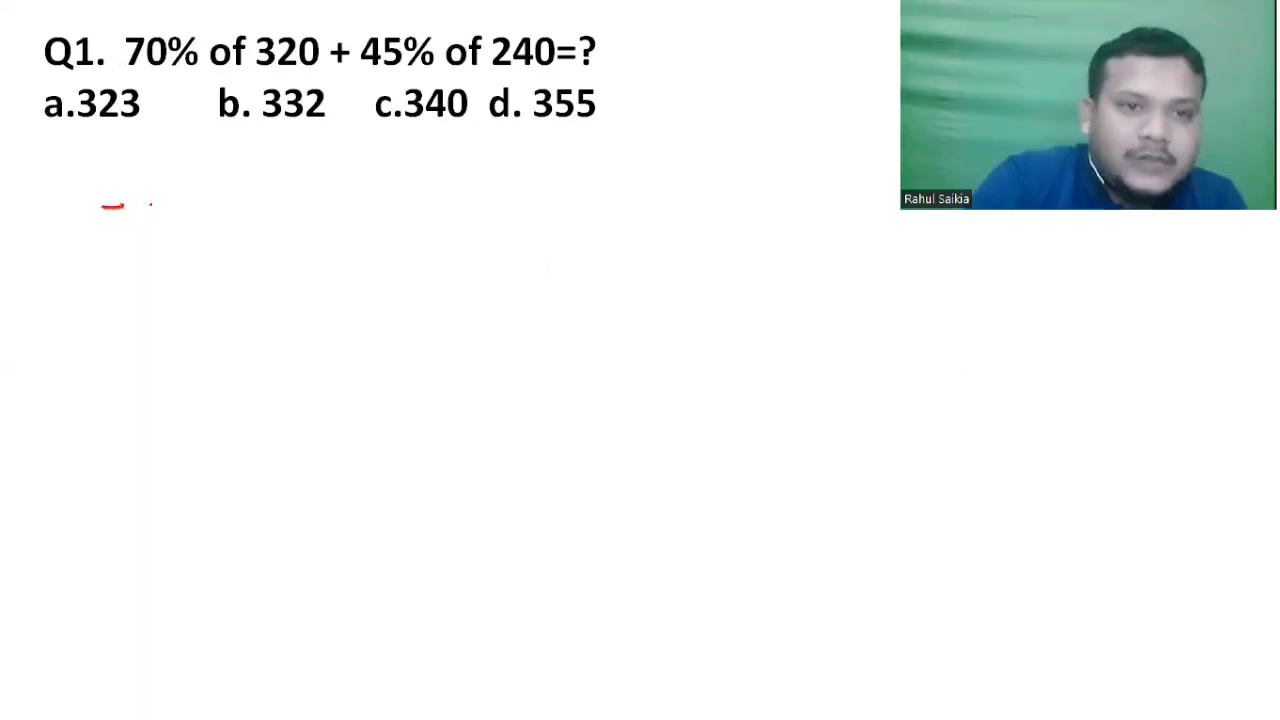 Q1. 70% of 320 + 45% of 240=?
a.323 b. 332 c.340 d. 355
Rahul Saikia